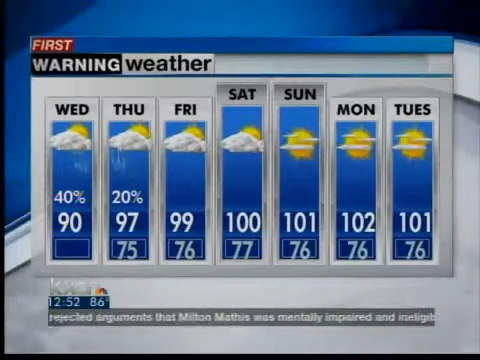 FIRST
WARNING weather
WED THU FRI SAT SUN MON TUES
40% 20%
90 97 99 100 101 102 101
75 76 77 76 76 76
12:52 86°
rejected arguments that Milton Mathis was mentally impaired and ineligib